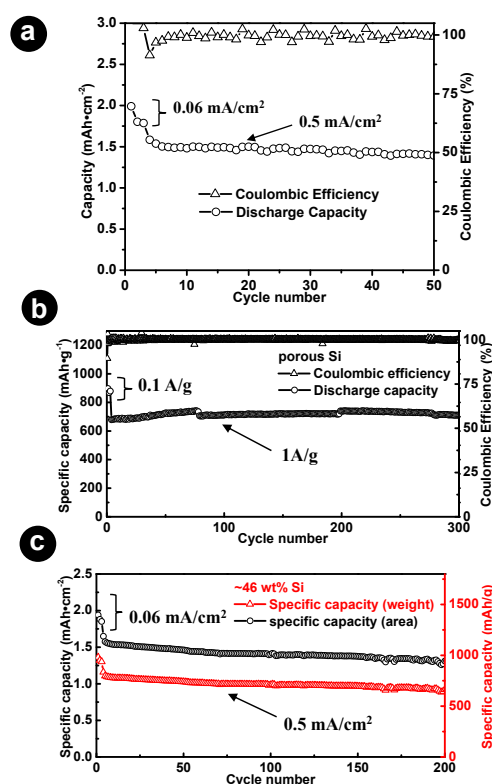 a
3.0
2.5
2.0
1.5
1.0
0.5
0.0
Capacity (mAh•cm-2)
0.06 mA/cm2
0.5 mA/cm2
Coulombic Efficiency
Discharge Capacity
100
75
50
25
0
Coulombic Efficiency (%)
0 10 20 30 40 50
Cycle number
b
1200
1000
800
600
400
200
0
Specific capacity (mAh•g-1)
porous Si
Coulombic efficiency
Discharge capacity
0.1 A/g
1A/g
100
75
50
25
0
Coulombic Efficiency (%)
0 100 200 300
Cycle number
c
2.5
2.0
1.5
1.0
0.5
0.0
Specific capacity (mAh•cm-2)
~46 wt% Si
Specific capacity (weight)
specific capacity (area)
0.06 mA/cm2
0.5 mA/cm2
1500
1000
500
0
Specific capacity (mAh/g)
0 50 100 150 200
Cycle number